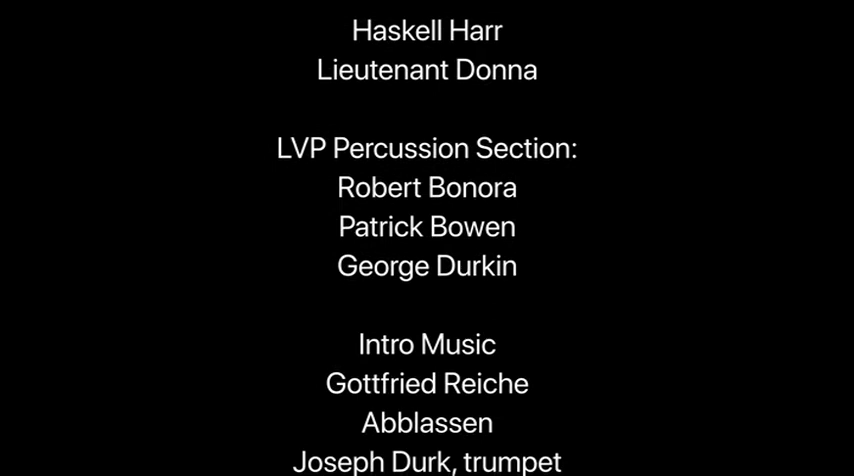 Haskell Harr
Lieutenant Donna
LVP Percussion Section:
Robert Bonora
Patrick Bowen
George Durkin
Intro Music
Gottfried Reiche
Abblassen
Joseph Durk, trumpet